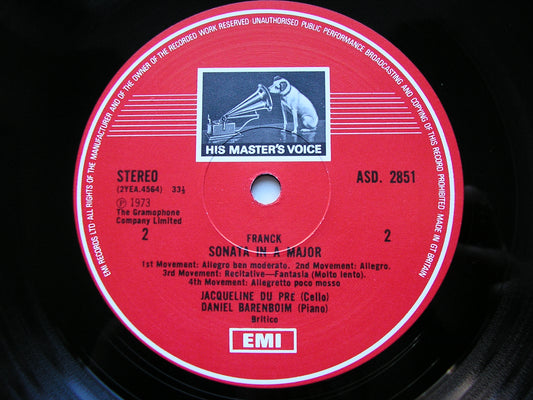 EMI RECORDS LTD ALL RIGHTS OF THE MANUFACTURER AND OF THE OWNER OF THE RECORDED WORK RESERVED UNAUTHORISED PUBLIC PERFORMANCE BROADCASTING AND COPYING OF THIS RECORD PROHIBITED MADE IN GT BRITAIN
HIS MASTER'S VOICE
STEREO
ASD. 2851
(2YEA.4564) 33⅓
℗ 1973
The Gramophone
Company Limited
2
2
FRANCK
SONATA IN A MAJOR
1st Movement: Allegro ben moderato. 2nd Movement: Allegro.
3rd Movement: Recitative—Fantasia (Molto lento).
4th Movement: Allegretto poco mosso
JACQUELINE DU PRE (Cello)
DANIEL BARENBOIM (Piano)
Britico
EMI